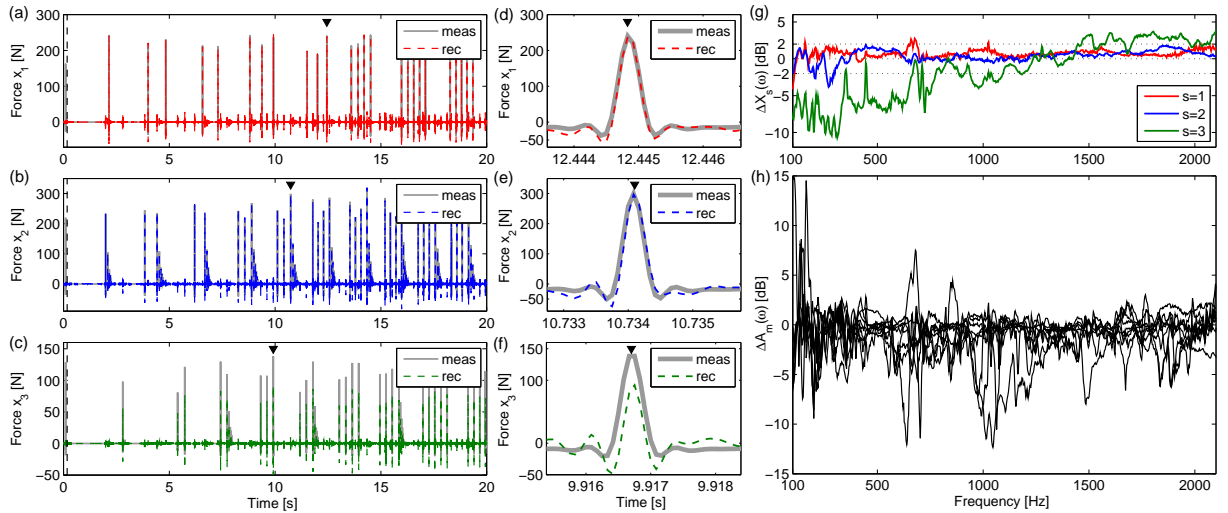 (a)
Force x1 [N]
300
200
100
0
meas
rec
0 5 10 15 20
(b)
Force x2 [N]
300
200
100
0
-50
meas
rec
0 5 10 15 20
(c)
Force x3 [N]
150
100
50
0
-50
meas
rec
0 5 10 15 20
Time [s]
(d)
Force x1 [N]
300
200
100
0
-50
meas
rec
12.444 12.445 12.446
(e)
Force x2 [N]
300
200
100
0
-50
meas
rec
10.733 10.734 10.735
(f)
Force x3 [N]
150
100
50
0
-50
meas
rec
9.916 9.917 9.918
Time [s]
(g)
ΔXs(ω) [dB]
5
2
0
-2
-5
-10
s=1
s=2
s=3
100 500 1000 1500 2000
(h)
ΔAm(ω) [dB]
15
10
5
0
-5
-10
-15
100 500 1000 1500 2000
Frequency [Hz]